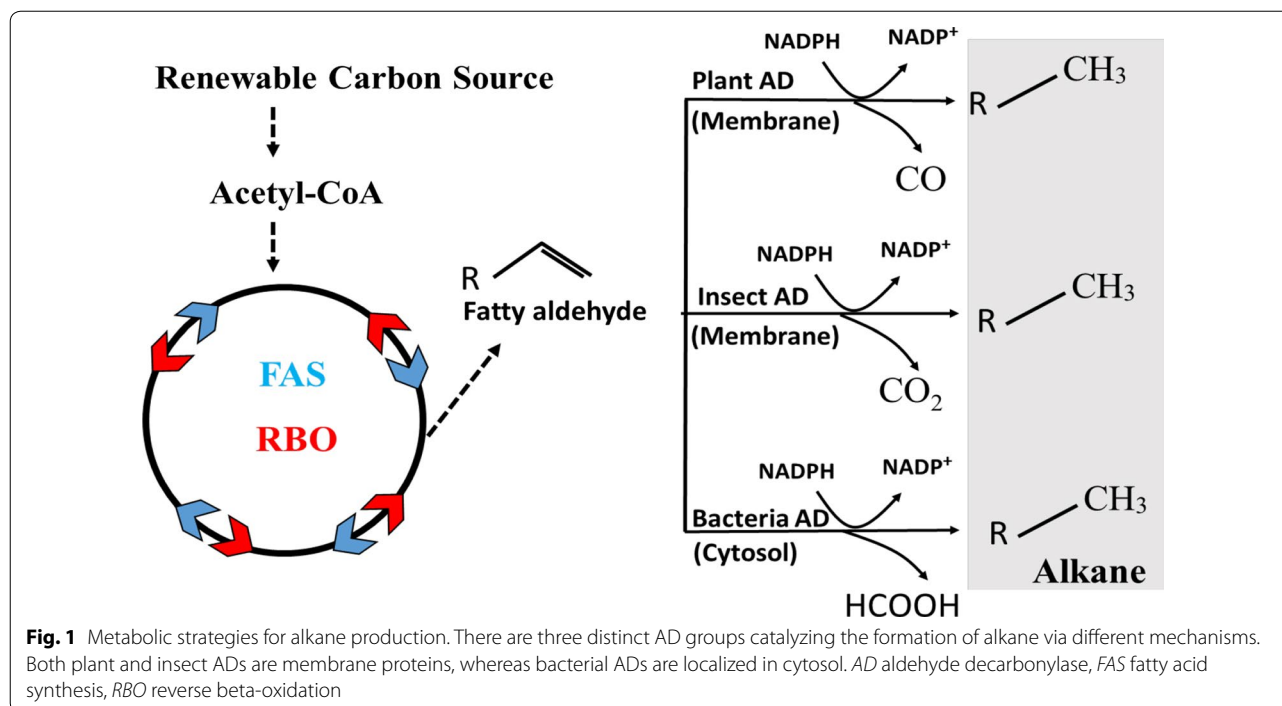 Renewable Carbon Source
Acetyl-CoA
FAS
RBO
R
Fatty aldehyde
NADPH
NADP+
Plant AD
(Membrane)
CO
R
CH3
NADPH
NADP+
Insect AD
(Membrane)
CO2
R
CH3
NADPH
NADP+
Bacteria AD
(Cytosol)
HCOOH
R
CH3
Alkane
Fig. 1 Metabolic strategies for alkane production. There are three distinct AD groups catalyzing the formation of alkane via different mechanisms.
Both plant and insect ADs are membrane proteins, whereas bacterial ADs are localized in cytosol. AD aldehyde decarbonylase, FAS fatty acid
synthesis, RBO reverse beta-oxidation